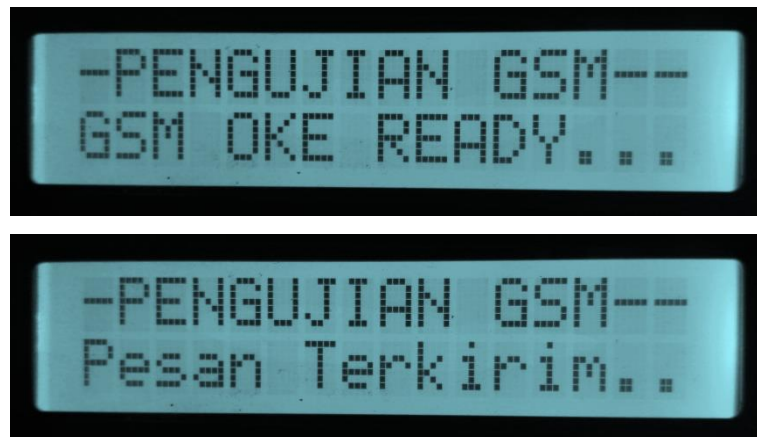 -PENGUJIAN GSM--
GSM OKE READY...
-PENGUJIAN GSM--
Pesan Terkirim..